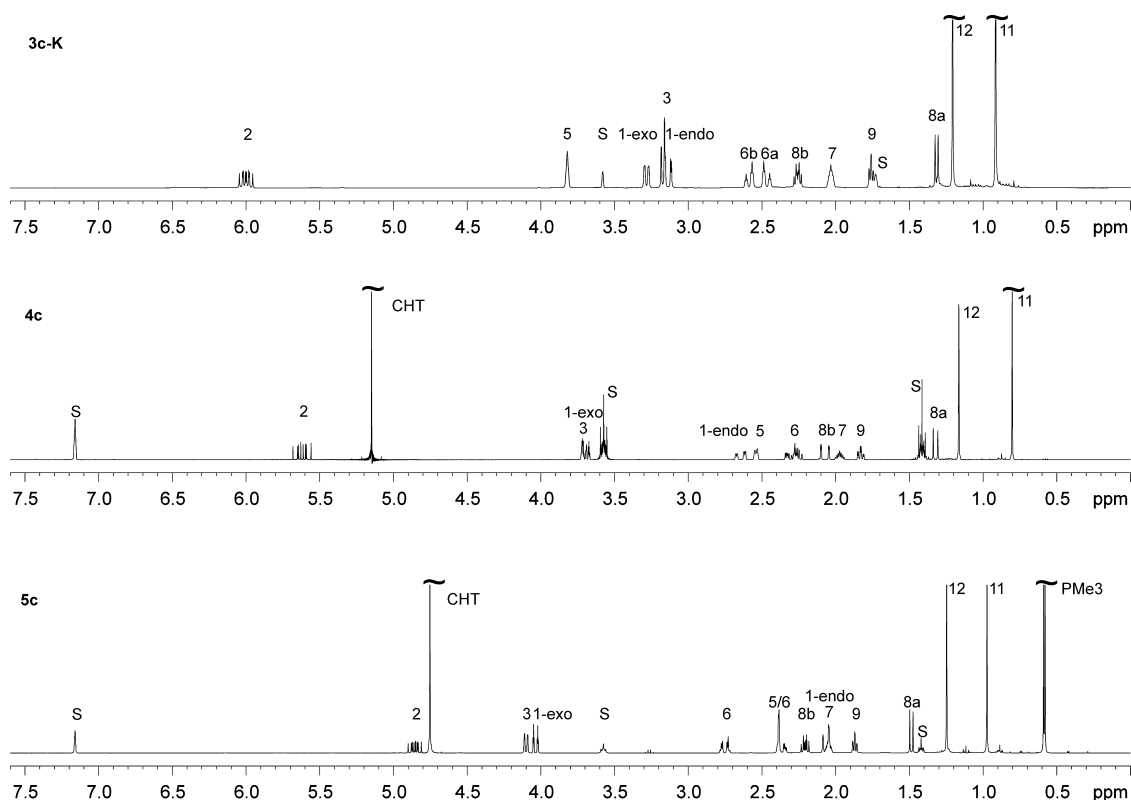 3c-K
12 11
3
8a
2 5 S 1-exo 1-endo 9
6b 6a 8b 7 S
7.5 7.0 6.5 6.0 5.5 5.0 4.5 4.0 3.5 3.0 2.5 2.0 1.5 1.0 0.5 ppm
4c
CHT 12 11
S S S
2 1-exo 8a
3 1-endo 5 6 8b 7 9
7.5 7.0 6.5 6.0 5.5 5.0 4.5 4.0 3.5 3.0 2.5 2.0 1.5 1.0 0.5 ppm
5c
CHT 12 11 PMe3
1-endo
5/6 8a
S 2 3 1-exo S 6 8b 7 9
S
7.5 7.0 6.5 6.0 5.5 5.0 4.5 4.0 3.5 3.0 2.5 2.0 1.5 1.0 0.5 ppm